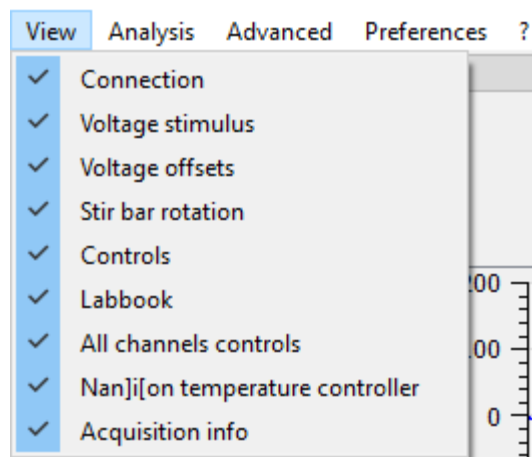 View Analysis Advanced Preferences ?
Connection
Voltage stimulus
Voltage offsets
Stir bar rotation
Controls
Labbook
All channels controls
Nan]i[on temperature controller
Acquisition info
200
100
0